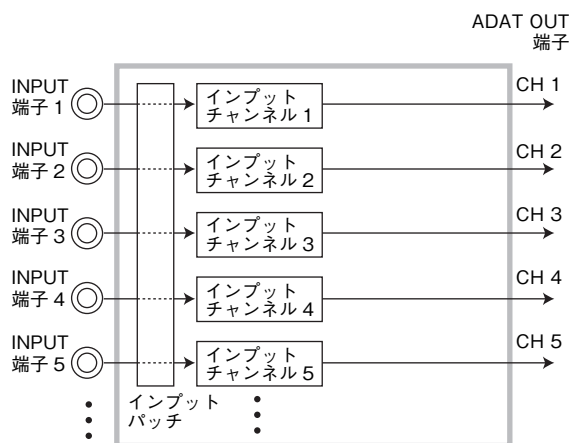 ADAT OUT
端子
INPUT
端子 1
インプット
チャンネル 1
CH 1
INPUT
端子 2
インプット
チャンネル 2
CH 2
INPUT
端子 3
インプット
チャンネル 3
CH 3
INPUT
端子 4
インプット
チャンネル 4
CH 4
INPUT
端子 5
インプット
チャンネル 5
CH 5
インプット
パッチ